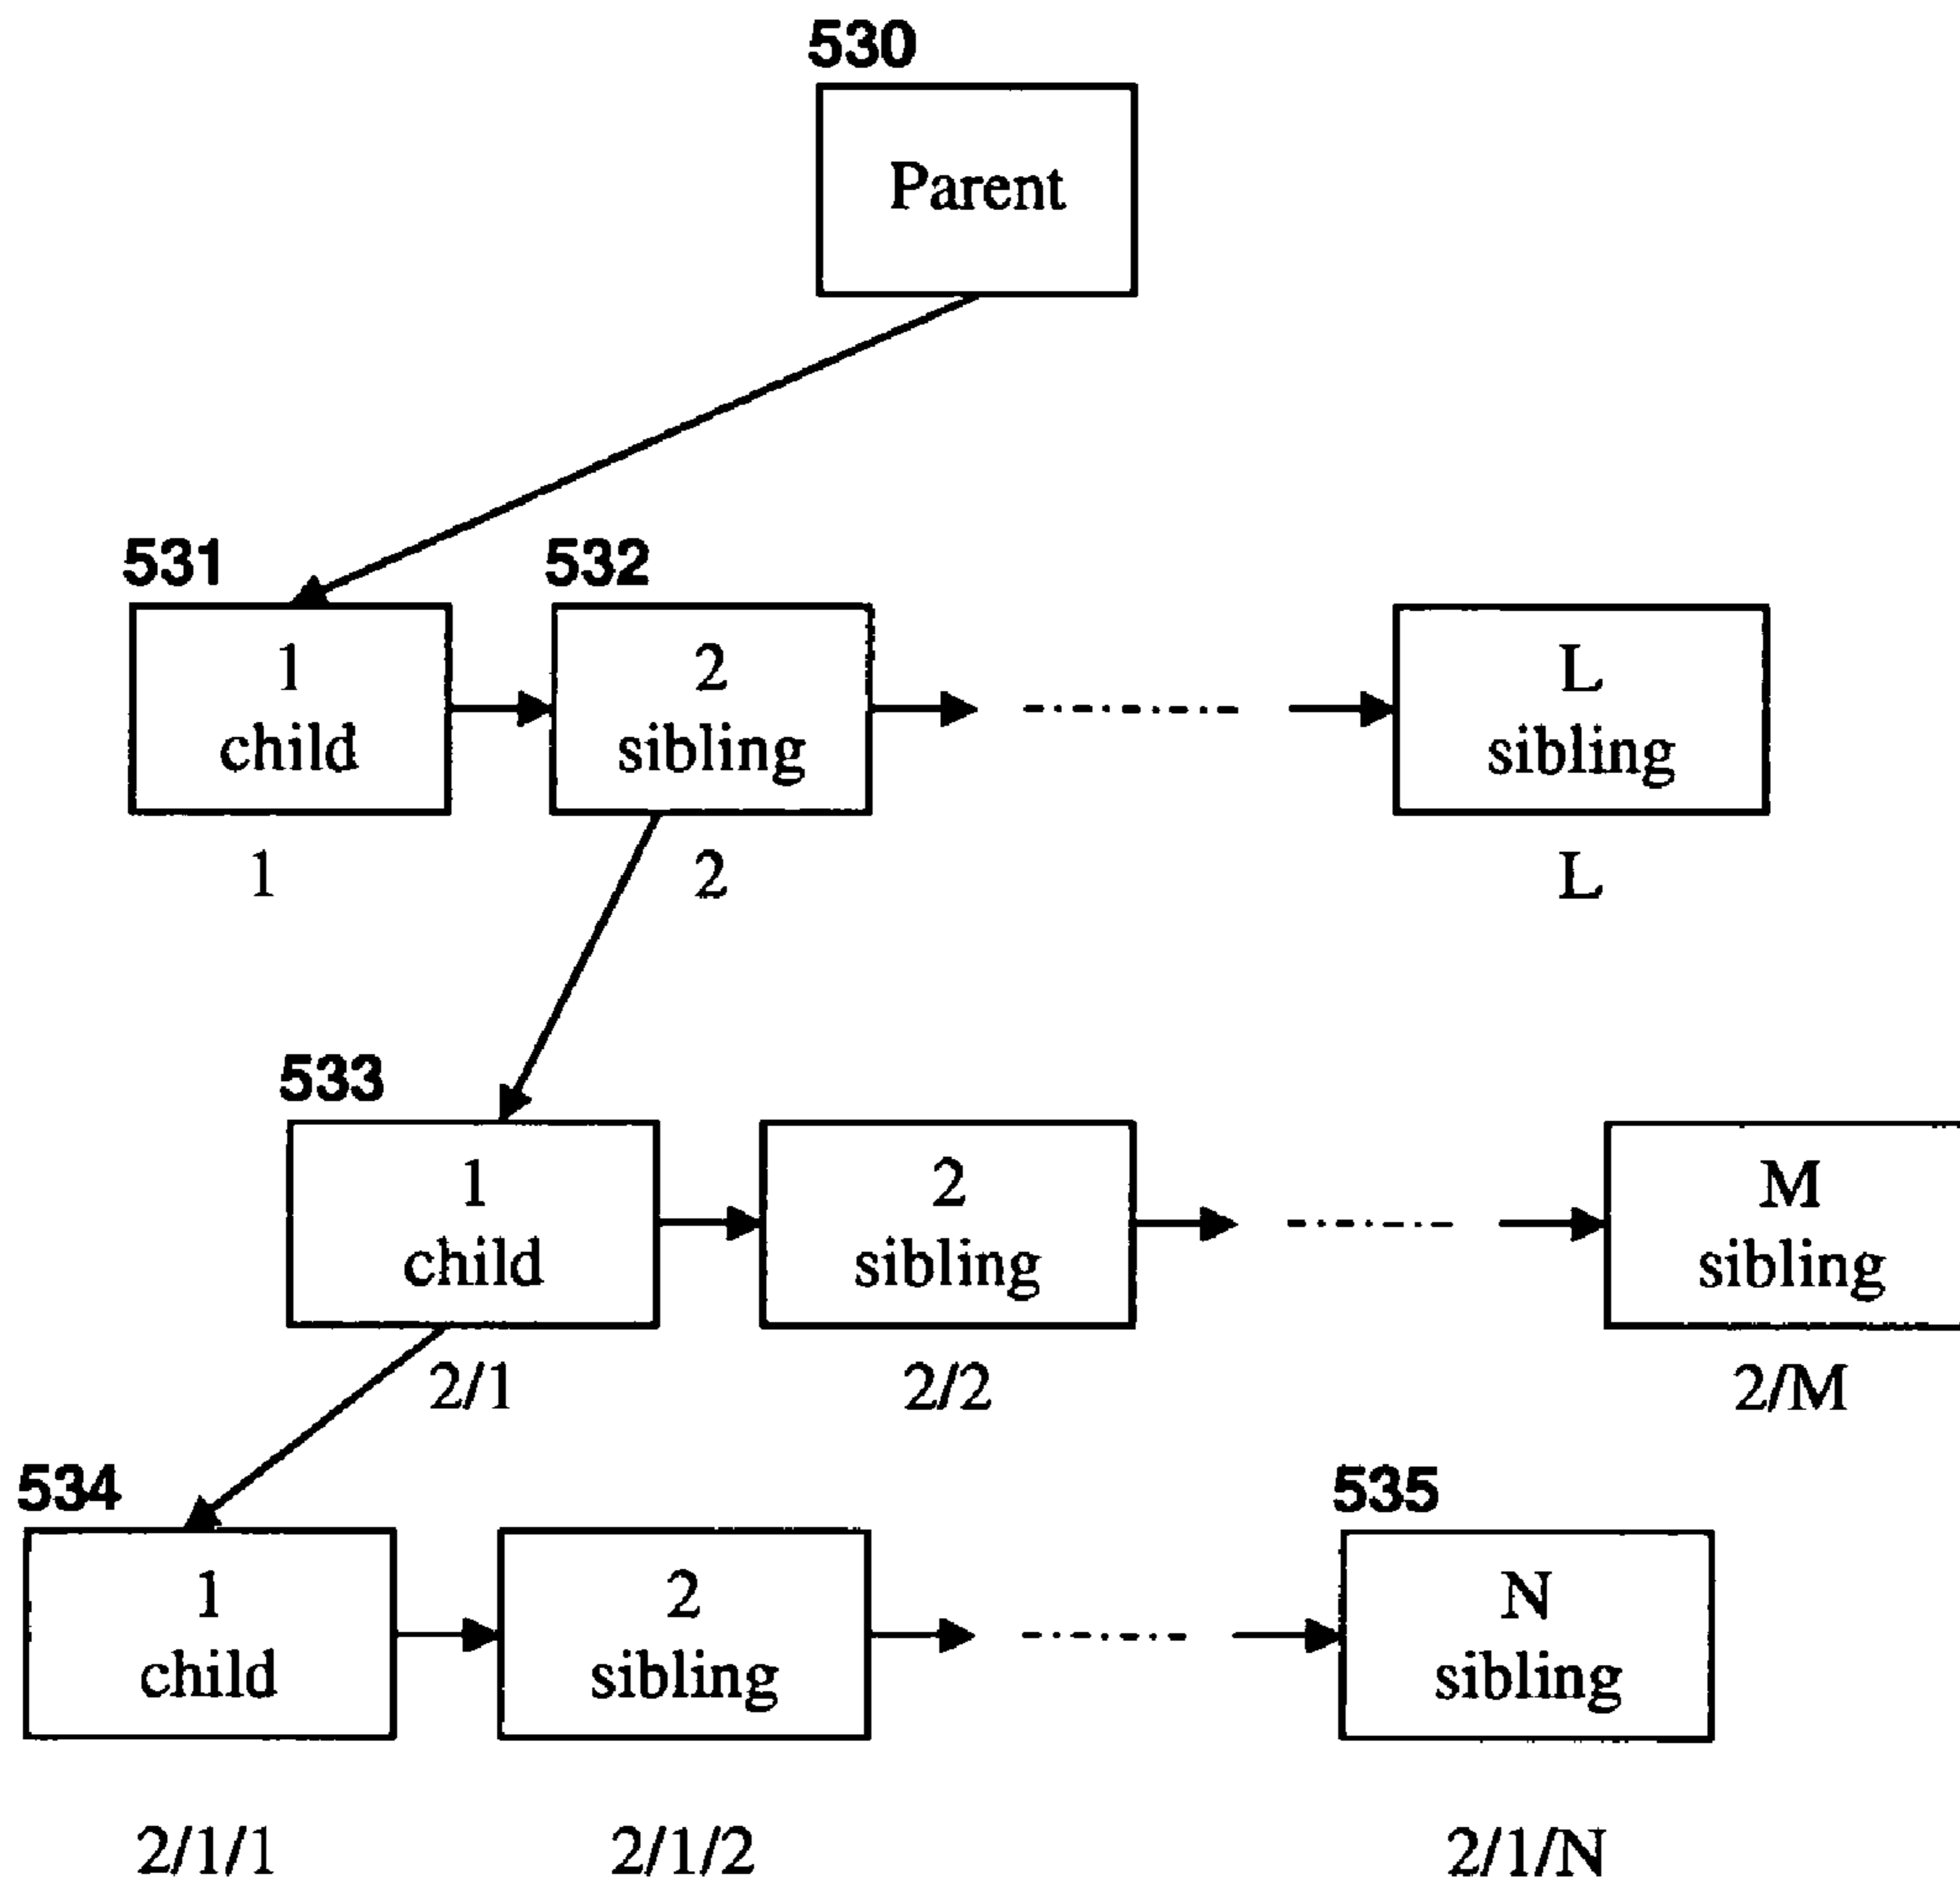 530
Parent
531
532
1
child
2
sibling
L
sibling
1
2
L
533
1
child
2
sibling
M
sibling
2/1
2/2
2/M
534
535
1
child
2
sibling
N
sibling
2/1/1
2/1/2
2/1/N